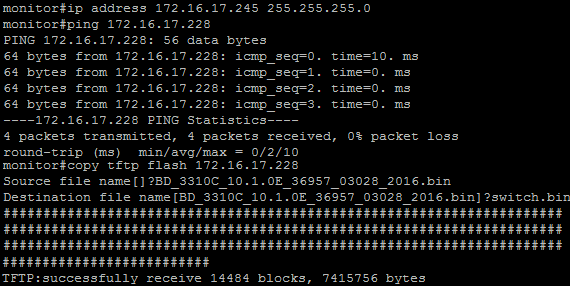 monitor#ip address 172.16.17.245 255.255.255.0
monitor#ping 172.16.17.228
PING 172.16.17.228: 56 data bytes
64 bytes from 172.16.17.228: icmp_seq=0. time=10. ms
64 bytes from 172.16.17.228: icmp_seq=1. time=0. ms
64 bytes from 172.16.17.228: icmp_seq=2. time=0. ms
64 bytes from 172.16.17.228: icmp_seq=3. time=0. ms
----172.16.17.228 PING Statistics----
4 packets transmitted, 4 packets received, 0% packet loss
round-trip (ms)  min/avg/max = 0/2/10
monitor#copy tftp flash 172.16.17.228
Source file name[]?BD_3310C_10.1.0E_36957_03028_2016.bin
Destination file name[BD_3310C_10.1.0E_36957_03028_2016.bin]?switch.bin
######################################################################
######################################################################
######################################################################
##########################
TFTP:successfully receive 14484 blocks, 7415756 bytes